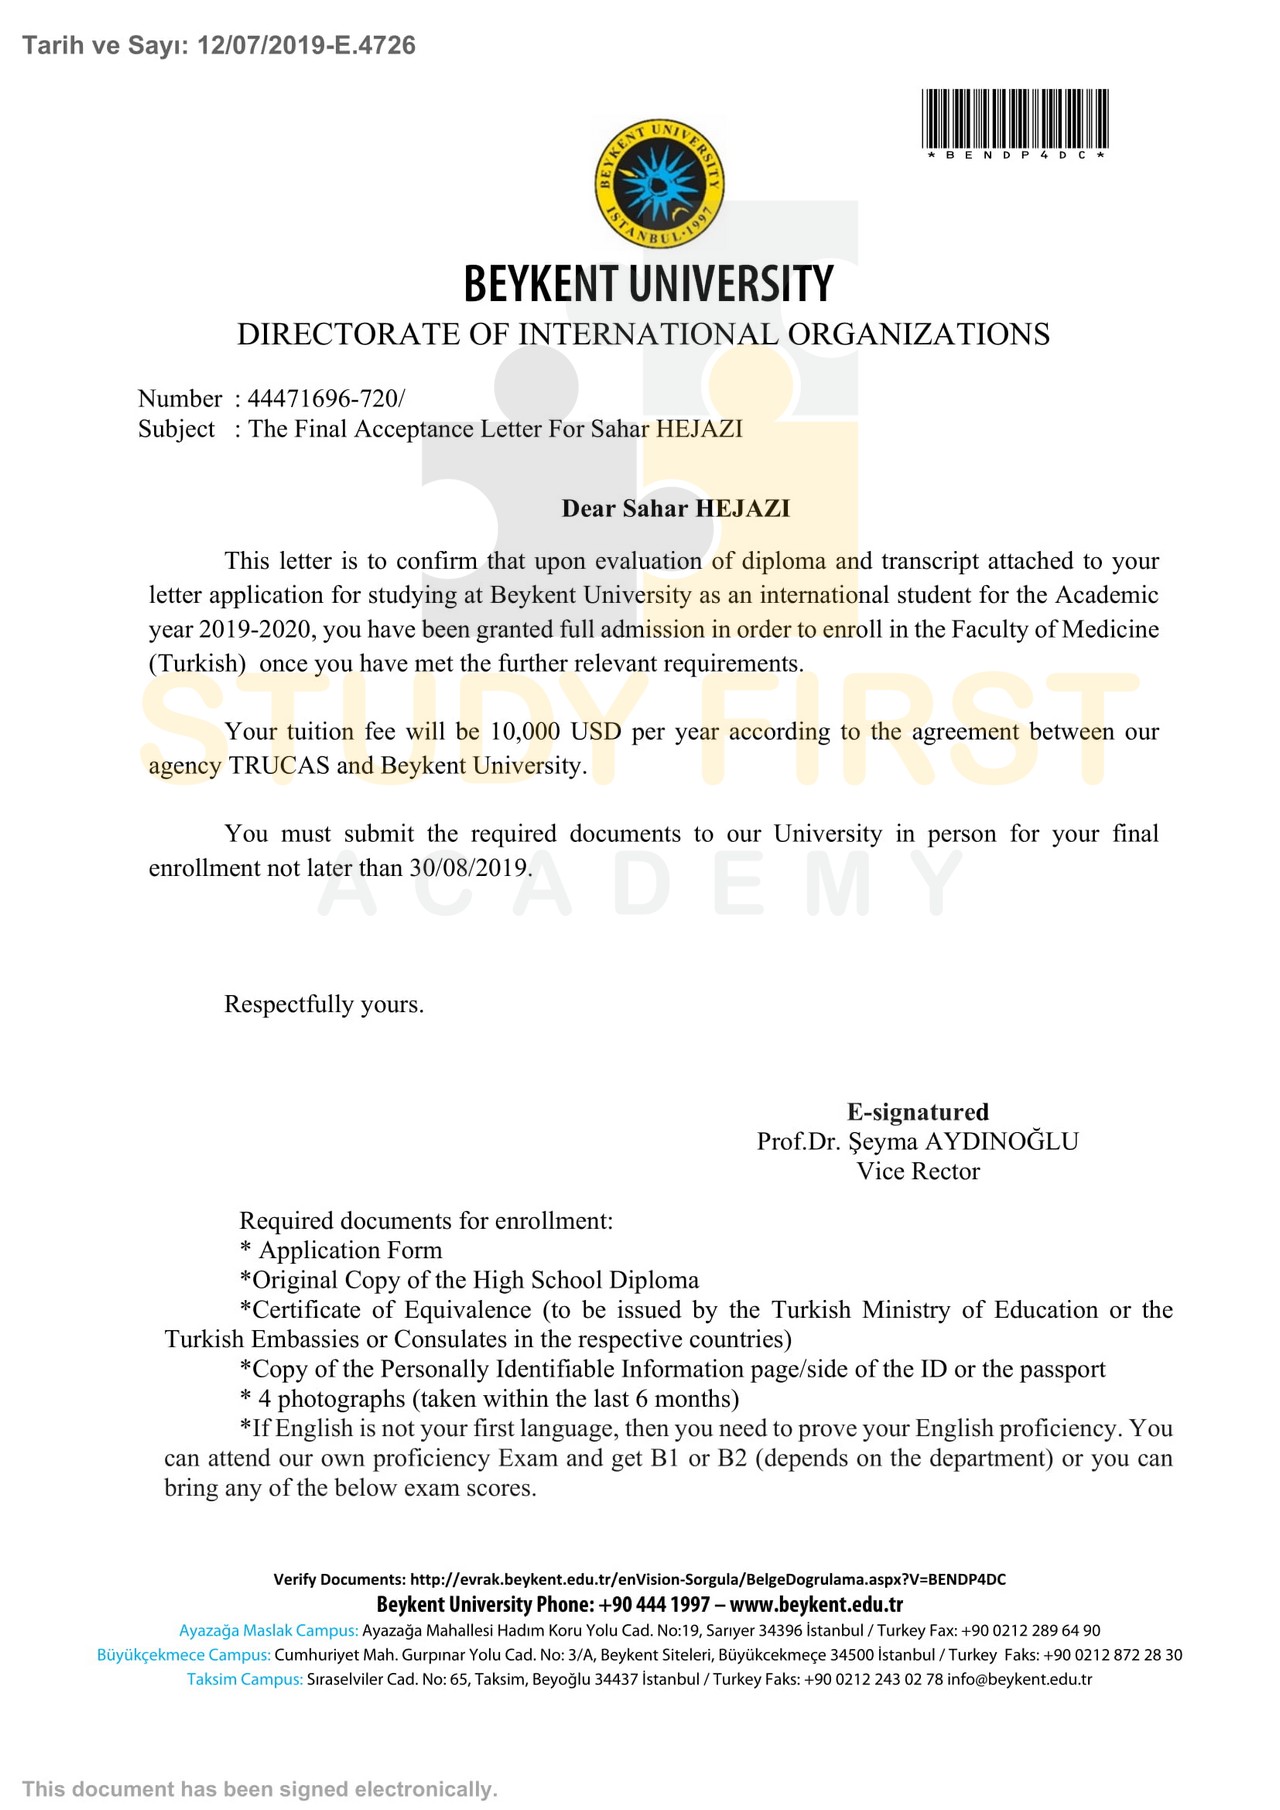 Tarih ve Sayı: 12/07/2019-E.4726
*BENDP4DC*
BEYKENT UNIVERSITY
ISTANBUL·1997
BEYKENT UNIVERSITY
DIRECTORATE OF INTERNATIONAL ORGANIZATIONS
Number : 44471696-720/
Subject : The Final Acceptance Letter For Sahar HEJAZI
Dear Sahar HEJAZI
This letter is to confirm that upon evaluation of diploma and transcript attached to your
letter application for studying at Beykent University as an international student for the Academic
year 2019-2020, you have been granted full admission in order to enroll in the Faculty of Medicine
(Turkish) once you have met the further relevant requirements.
STUDY FIRST
Your tuition fee will be 10,000 USD per year according to the agreement between our
agency TRUCAS and Beykent University.
You must submit the required documents to our University in person for your final
enrollment not later than 30/08/2019.
ACADEMY
Respectfully yours.
E-signatured
Prof.Dr. Şeyma AYDINOĞLU
Vice Rector
Required documents for enrollment:
* Application Form
*Original Copy of the High School Diploma
*Certificate of Equivalence (to be issued by the Turkish Ministry of Education or the
Turkish Embassies or Consulates in the respective countries)
*Copy of the Personally Identifiable Information page/side of the ID or the passport
* 4 photographs (taken within the last 6 months)
*If English is not your first language, then you need to prove your English proficiency. You
can attend our own proficiency Exam and get B1 or B2 (depends on the department) or you can
bring any of the below exam scores.
Verify Documents: http://evrak.beykent.edu.tr/enVision-Sorgula/BelgeDogrulama.aspx?V=BENDP4DC
Beykent University Phone: +90 444 1997 – www.beykent.edu.tr
Ayazağa Maslak Campus: Ayazağa Mahallesi Hadım Koru Yolu Cad. No:19, Sarıyer 34396 İstanbul / Turkey Fax: +90 0212 289 64 90
Büyükçekmece Campus: Cumhuriyet Mah. Gurpınar Yolu Cad. No: 3/A, Beykent Siteleri, Büyükcekmeçe 34500 İstanbul / Turkey Faks: +90 0212 872 28 30
Taksim Campus: Sıraselviler Cad. No: 65, Taksim, Beyoğlu 34437 İstanbul / Turkey Faks: +90 0212 243 02 78 info@beykent.edu.tr
This document has been signed electronically.